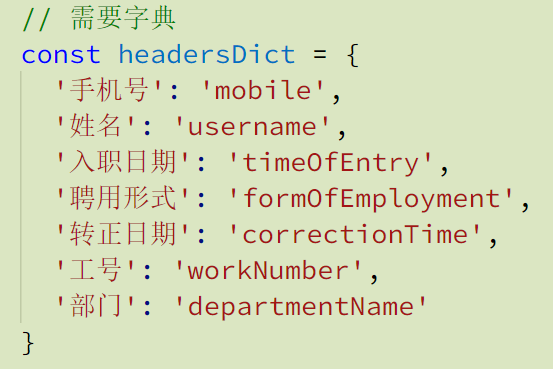 // 需要字典
const headersDict = {
'手机号': 'mobile',
'姓名': 'username',
'入职日期': 'timeOfEntry',
'聘用形式': 'formOfEmployment',
'转正日期': 'correctionTime',
'工号': 'workNumber',
'部门': 'departmentName'
}